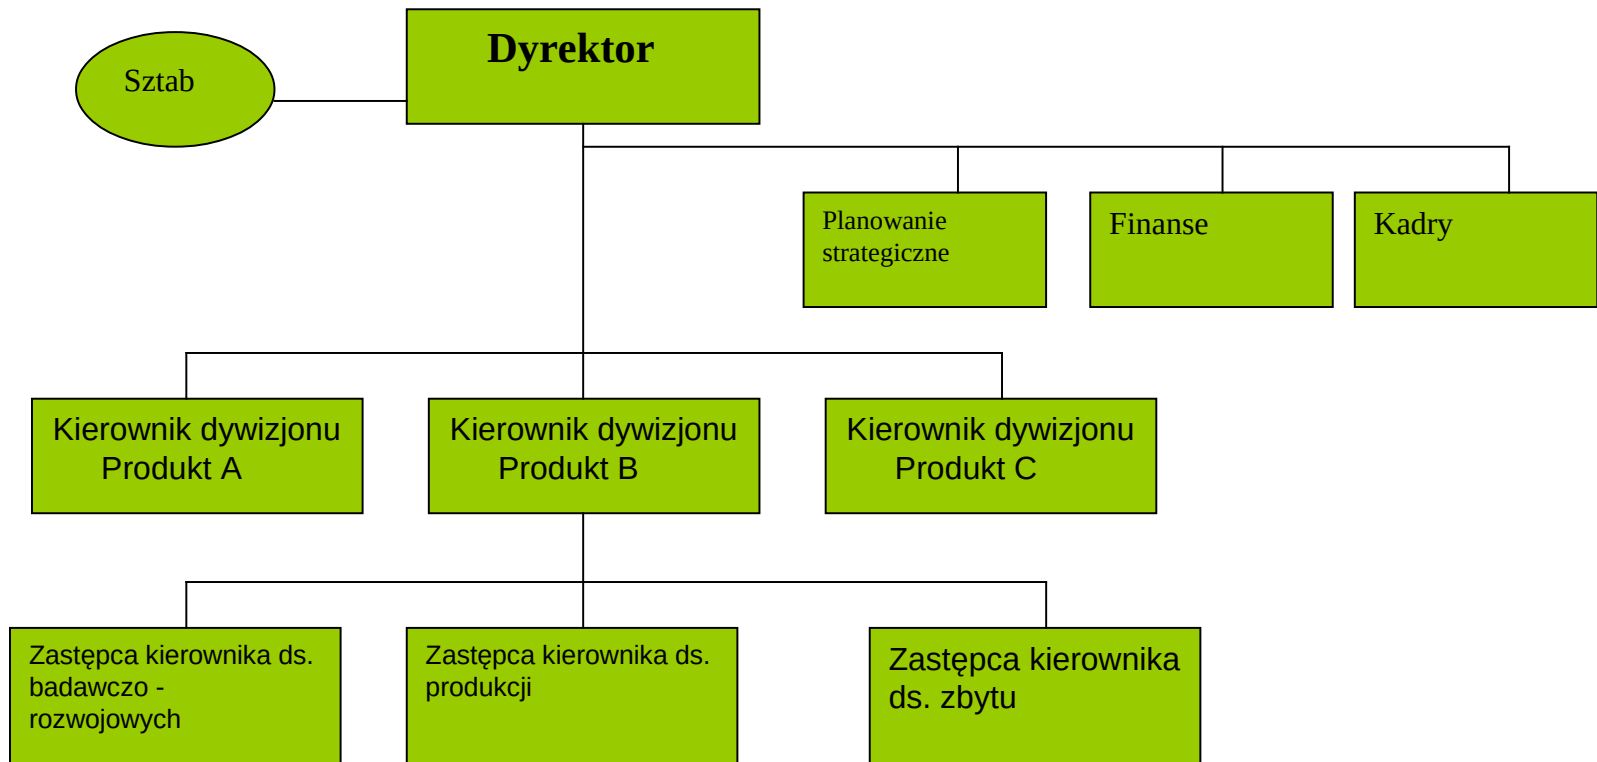 Dyrektor
Sztab
Planowanie
strategiczne
Finanse
Kadry
Kierownik dywizjonu
Produkt A
Kierownik dywizjonu
Produkt B
Kierownik dywizjonu
Produkt C
Zastępca kierownika ds.
badawczo -
rozwojowych
Zastępca kierownika ds.
produkcji
Zastępca kierownika
ds. zbytu